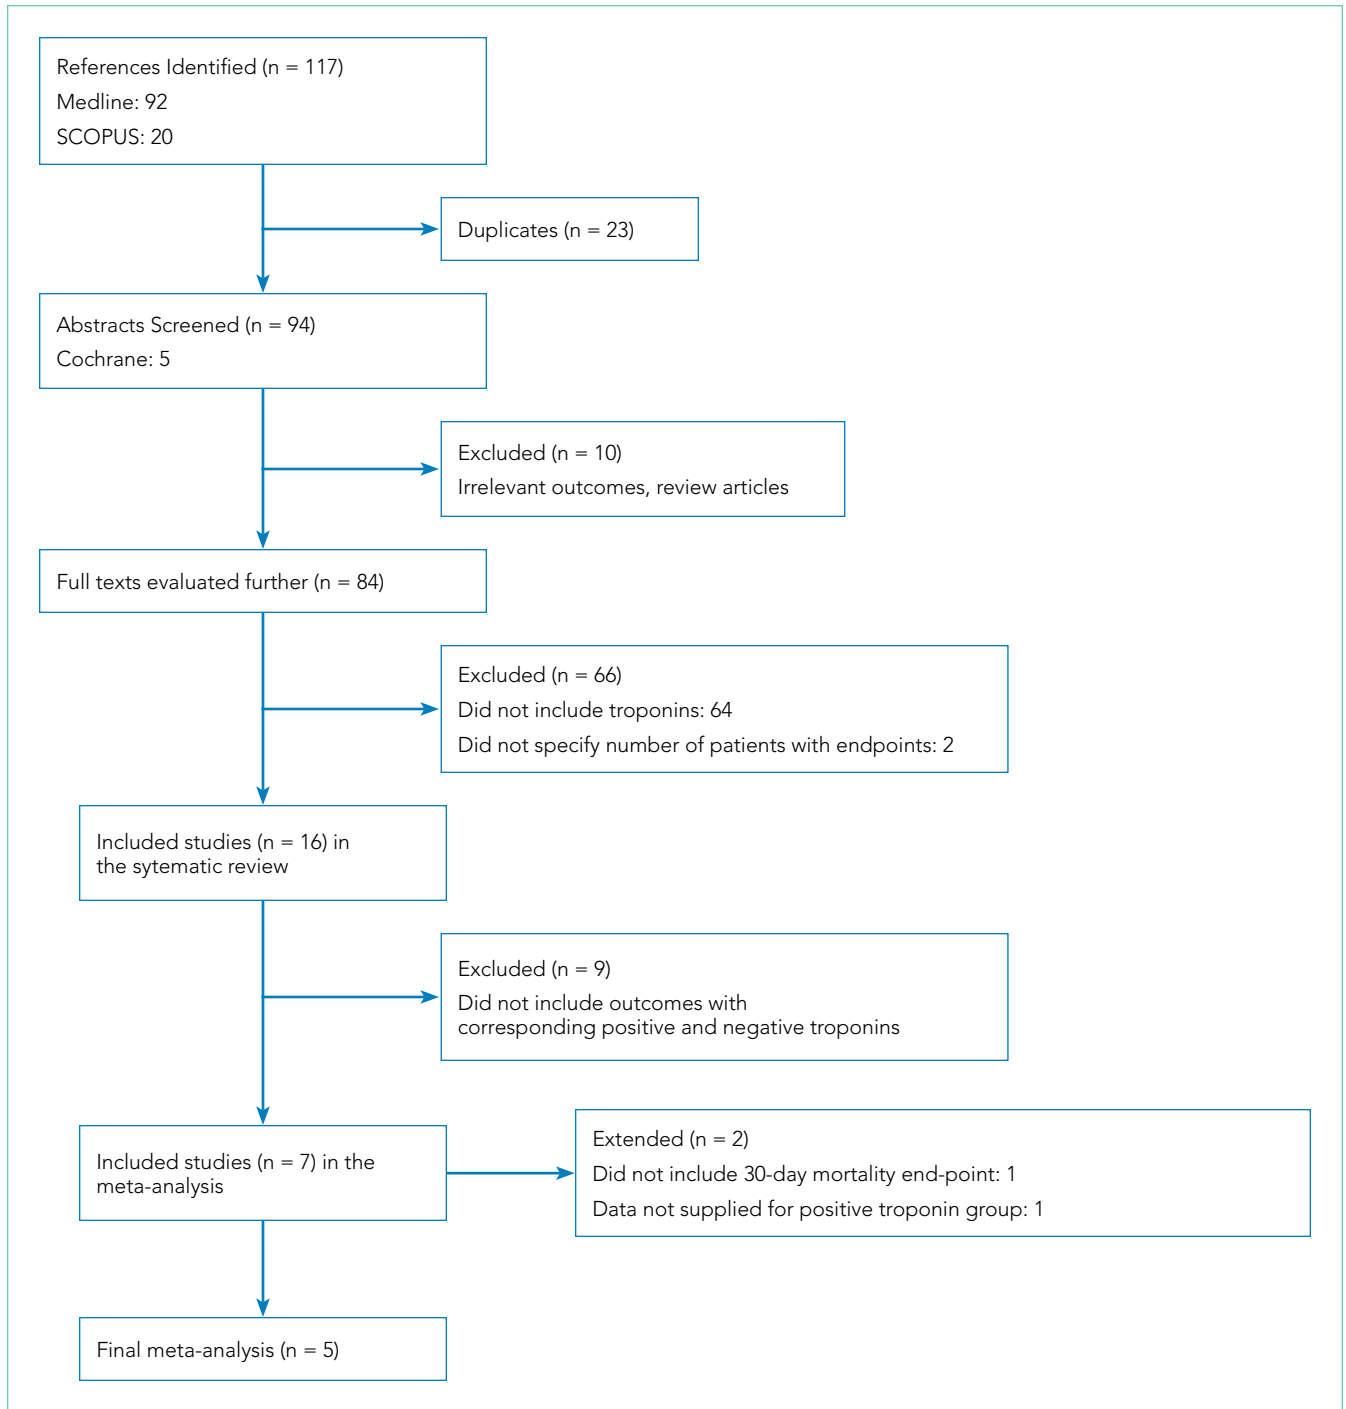 References Identified (n = 117)
Medline: 92
SCOPUS: 20
Duplicates (n = 23)
Abstracts Screened (n = 94)
Cochrane: 5
Excluded (n = 10)
Irrelevant outcomes, review articles
Full texts evaluated further (n = 84)
Excluded (n = 66)
Did not include troponins: 64
Did not specify number of patients with endpoints: 2
Included studies (n = 16) in
the sytematic review
Excluded (n = 9)
Did not include outcomes with
corresponding positive and negative troponins
Included studies (n = 7) in the
meta-analysis
Extended (n = 2)
Did not include 30-day mortality end-point: 1
Data not supplied for positive troponin group: 1
Final meta-analysis (n = 5)